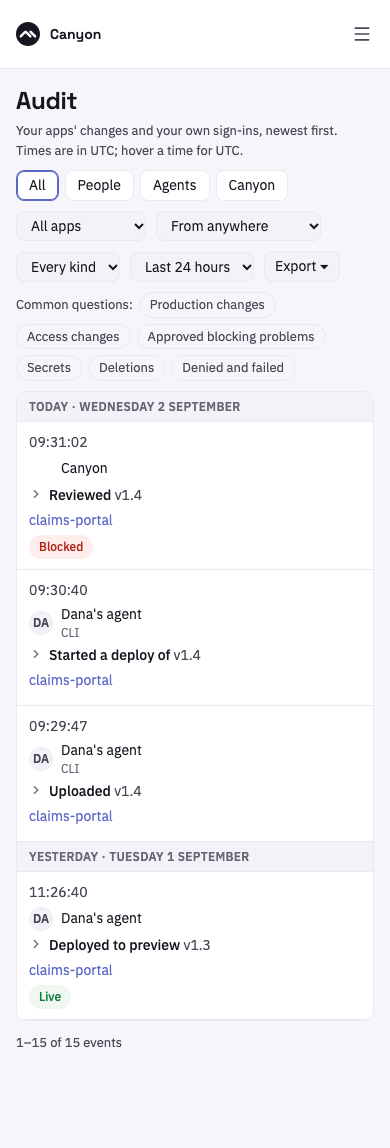 Canyon
Audit
Your apps' changes and your own sign-ins, newest first.
Times are in UTC; hover a time for UTC.
All People Agents Canyon
All apps From anywhere
Every kind Last 24 hours Export
Common questions: Production changes
Access changes Approved blocking problems
Secrets Deletions Denied and failed
TODAY · WEDNESDAY 2 SEPTEMBER
09:31:02
Canyon
Reviewed v1.4
claims-portal
Blocked
09:30:40
DA Dana's agent
CLI
Started a deploy of v1.4
claims-portal
09:29:47
DA Dana's agent
CLI
Uploaded v1.4
claims-portal
YESTERDAY · TUESDAY 1 SEPTEMBER
11:26:40
DA Dana's agent
Deployed to preview v1.3
claims-portal
Live
1–15 of 15 events